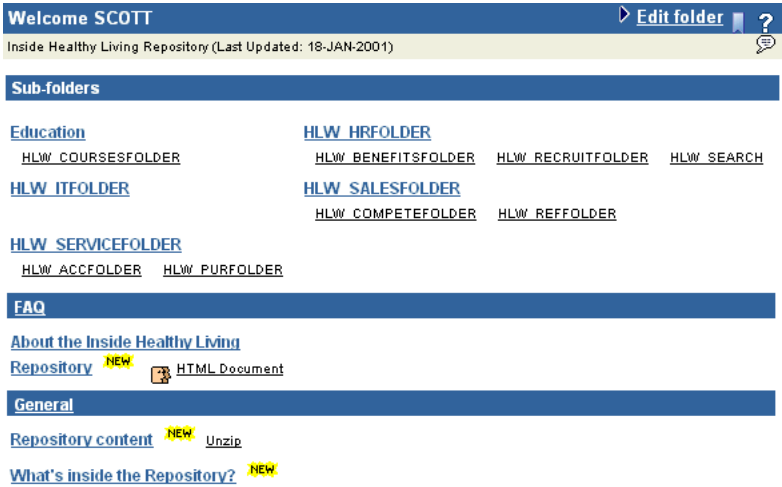 Welcome SCOTT Edit folder ?
Inside Healthy Living Repository (Last Updated: 18-JAN-2001)
Sub-folders
Education HLW_HRFOLDER
HLW_COURSESFOLDER HLW_BENEFITSFOLDER HLW_RECRUITFOLDER HLW_SEARCH
HLW_ITFOLDER HLW_SALESFOLDER
HLW_COMPETEFOLDER HLW_REFFOLDER
HLW_SERVICEFOLDER
HLW_ACCFOLDER HLW_PURFOLDER
FAQ
About the Inside Healthy Living
Repository NEW HTML Document
General
Repository content NEW Unzip
What's inside the Repository? NEW